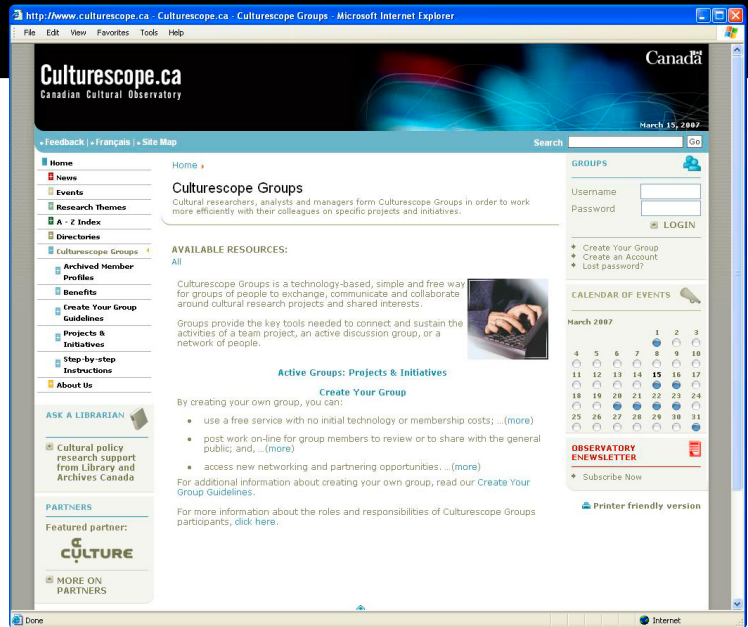 http://www.culturescope.ca - Culturescope.ca - Culturescope Groups - Microsoft Internet Explorer
File Edit View Favorites Tools Help
Culturescope.ca
Canadian Cultural Observatory
Canada
March 15, 2007
Feedback | Français | Site Map
Search
Go
Home
News
Events
Research Themes
A - Z Index
Directories
Culturescope Groups
Archived Member
Profiles
Benefits
Create Your Group
Guidelines
Projects &
Initiatives
Step-by-step
Instructions
About Us
ASK A LIBRARIAN
Cultural policy
research support
from Library and
Archives Canada
PARTNERS
Featured partner:
CULTURE
MORE ON
PARTNERS
Home
Culturescope Groups
Cultural researchers, analysts and managers form Culturescope Groups in order to work
more efficiently with their colleagues on specific projects and initiatives.
AVAILABLE RESOURCES:
All
Culturescope Groups is a technology-based, simple and free way
for groups of people to exchange, communicate and collaborate
around cultural research projects and shared interests.
Groups provide the key tools needed to connect and sustain the
activities of a team project, an active discussion group, or a
network of people.
Active Groups: Projects & Initiatives
Create Your Group
By creating your own group, you can:
use a free service with no initial technology or membership costs; ...(more)
post work on-line for group members to review or to share with the general
public; and, ...(more)
access new networking and partnering opportunities. ...(more)
For additional information about creating your own group, read our Create Your
Group Guidelines.
For more information about the roles and responsibilities of Culturescope Groups
participants, click here.
GROUPS
Username
Password
LOGIN
Create Your Group
Create an Account
Lost password?
CALENDAR OF EVENTS
March 2007
1 2 3
4 5 6 7 8 9 10
11 12 13 14 15 16 17
18 19 20 21 22 23 24
25 26 27 28 29 30 31
OBSERVATORY
ENEWSLETTER
Subscribe Now
Printer friendly version
Done
Internet